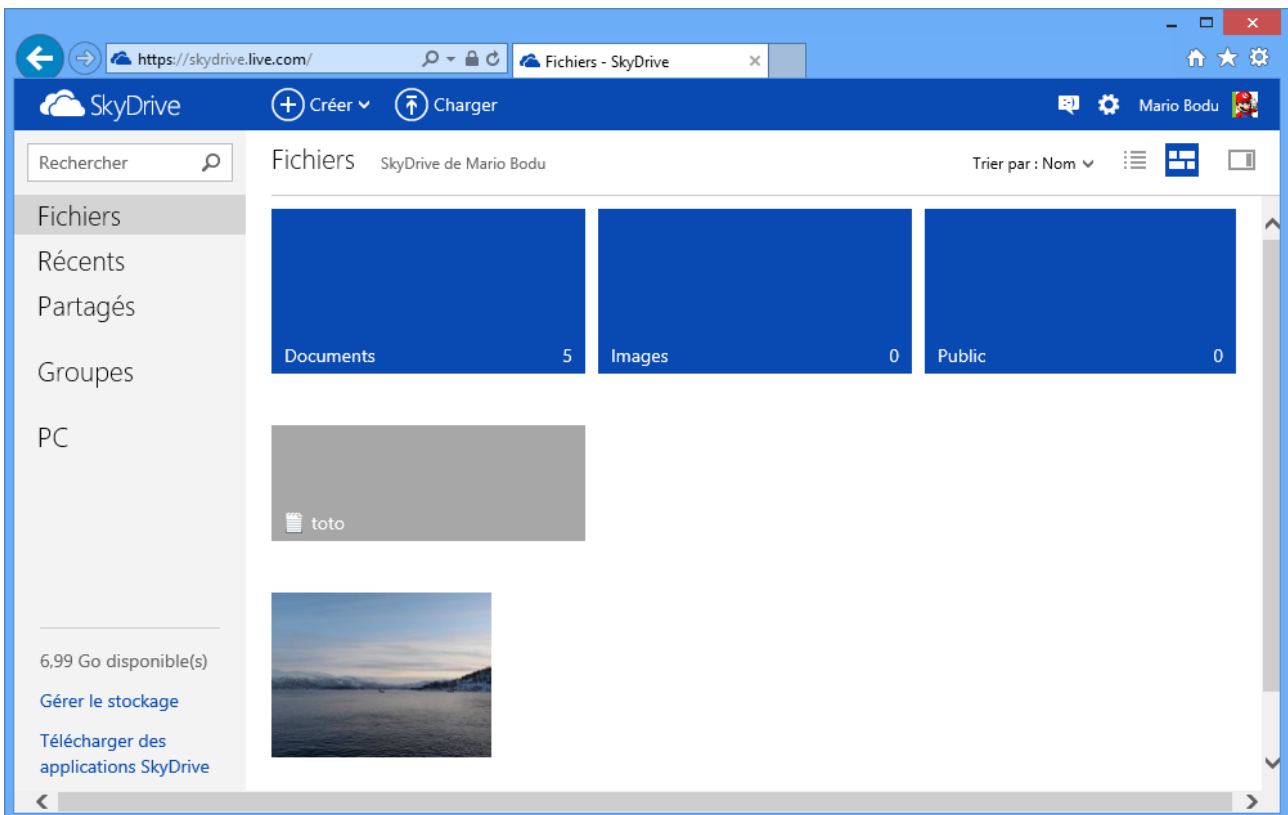 https://skydrive.live.com/
Fichiers - SkyDrive
SkyDrive
Créer
Charger
Mario Bodu
Rechercher
Fichiers
SkyDrive de Mario Bodu
Trier par : Nom
Fichiers
Récents
Partagés
Groupes
PC
Documents 5
Images 0
Public 0
toto
6,99 Go disponible(s)
Gérer le stockage
Télécharger des
applications SkyDrive